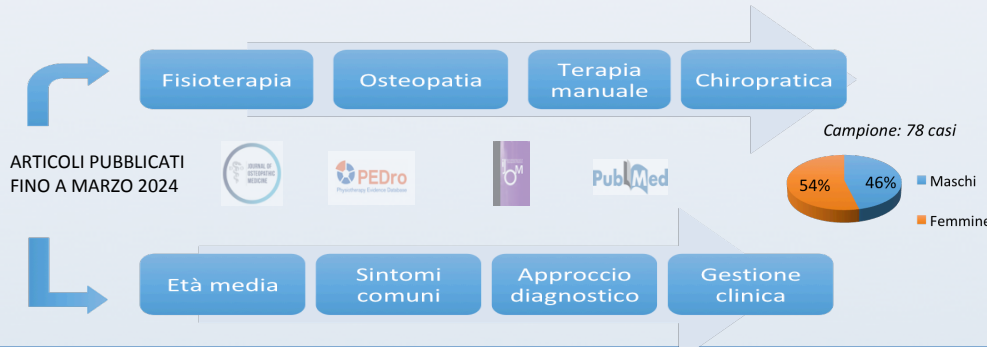 Fisioterapia
Osteopatia
Terapia
manuale
Chiropratica
Campione: 78 casi
ARTICOLI PUBBLICATI
FINO A MARZO 2024
JOURNAL OF
OSTEOPATHIC
MEDICINE
PEDro
Physiotherapy Evidence Database
OM
PubMed
54%
46%
Maschi
Femmine
Età media
Sintomi
comuni
Approccio
diagnostico
Gestione
clinica